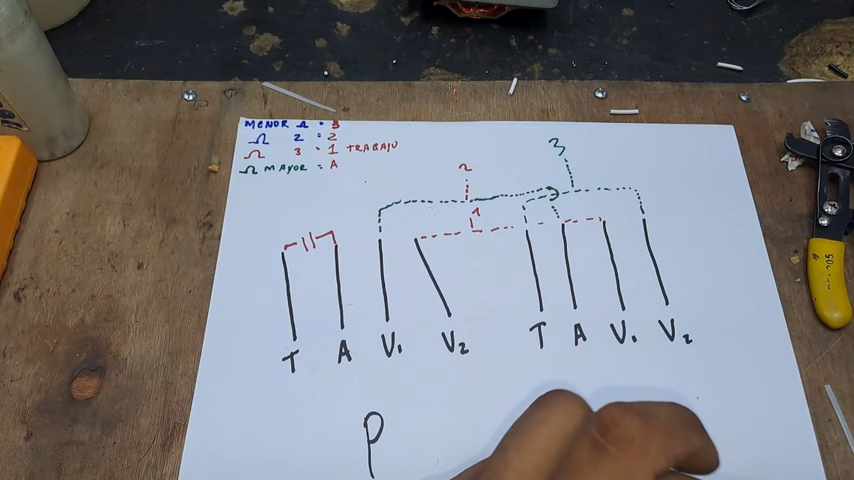 MENOR Ω = 3
Ω 2 = 2
Ω 3 = 1 TRABAJO
Ω MAYOR = A
3
2
1
T A V1 V2 T A V1 V2
P